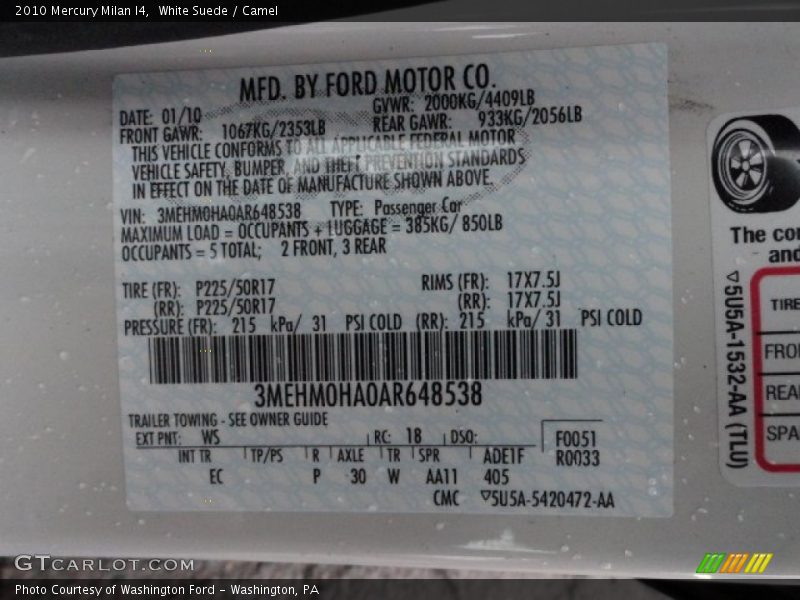 2010 Mercury Milan I4, White Suede / Camel
MFD. BY FORD MOTOR CO.
DATE: 01/10 GVWR: 2000KG/4409LB
FRONT GAWR: 1067KG/2353LB REAR GAWR: 933KG/2056LB
THIS VEHICLE CONFORMS TO ALL APPLICABLE FEDERAL MOTOR
VEHICLE SAFETY, BUMPER, AND THEFT PREVENTION STANDARDS
IN EFFECT ON THE DATE OF MANUFACTURE SHOWN ABOVE.
VIN: 3MEHM0HA0AR648538 TYPE: Passenger Car
MAXIMUM LOAD = OCCUPANTS + LUGGAGE = 385KG/ 850LB
OCCUPANTS = 5 TOTAL; 2 FRONT, 3 REAR
TIRE (FR): P225/50R17 RIMS (FR): 17X7.5J
(RR): P225/50R17 (RR): 17X7.5J
PRESSURE (FR): 215 kPa/ 31 PSI COLD (RR): 215 kPa/ 31 PSI COLD
3MEHM0HA0AR648538
TRAILER TOWING - SEE OWNER GUIDE
EXT PNT: WS RC: 18 DSO: F0051
INT TR TP/PS R AXLE TR SPR ADE1F R0033
EC P 30 W AA11 405
CMC ▽5U5A-5420472-AA
The co
and
▽5U5A-1532-AA (TLU)
TIRE
FRO
REA
SPA
GTCARLOT.COM
Photo Courtesy of Washington Ford - Washington, PA